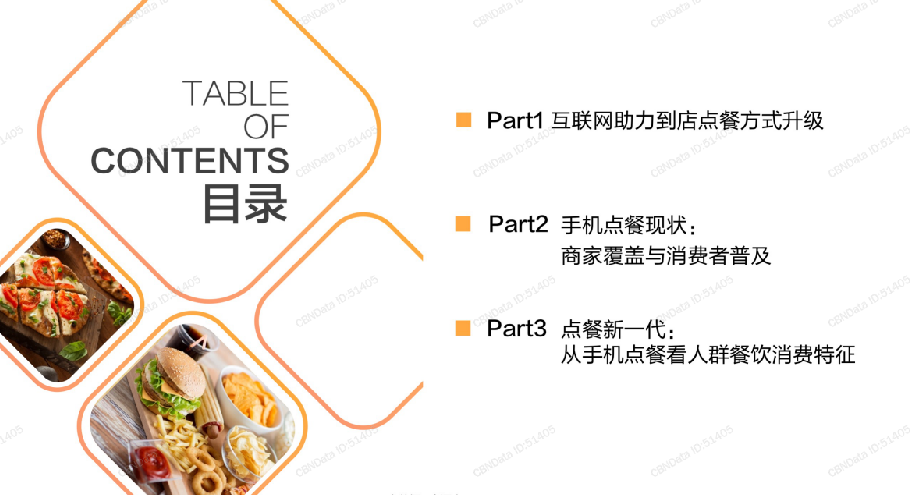 TABLE
OF
CONTENTS
目录
Part1 互联网助力到店点餐方式升级
Part2 手机点餐现状：
商家覆盖与消费者普及
Part3 点餐新一代：
从手机点餐看人群餐饮消费特征
CBNData ID:51405